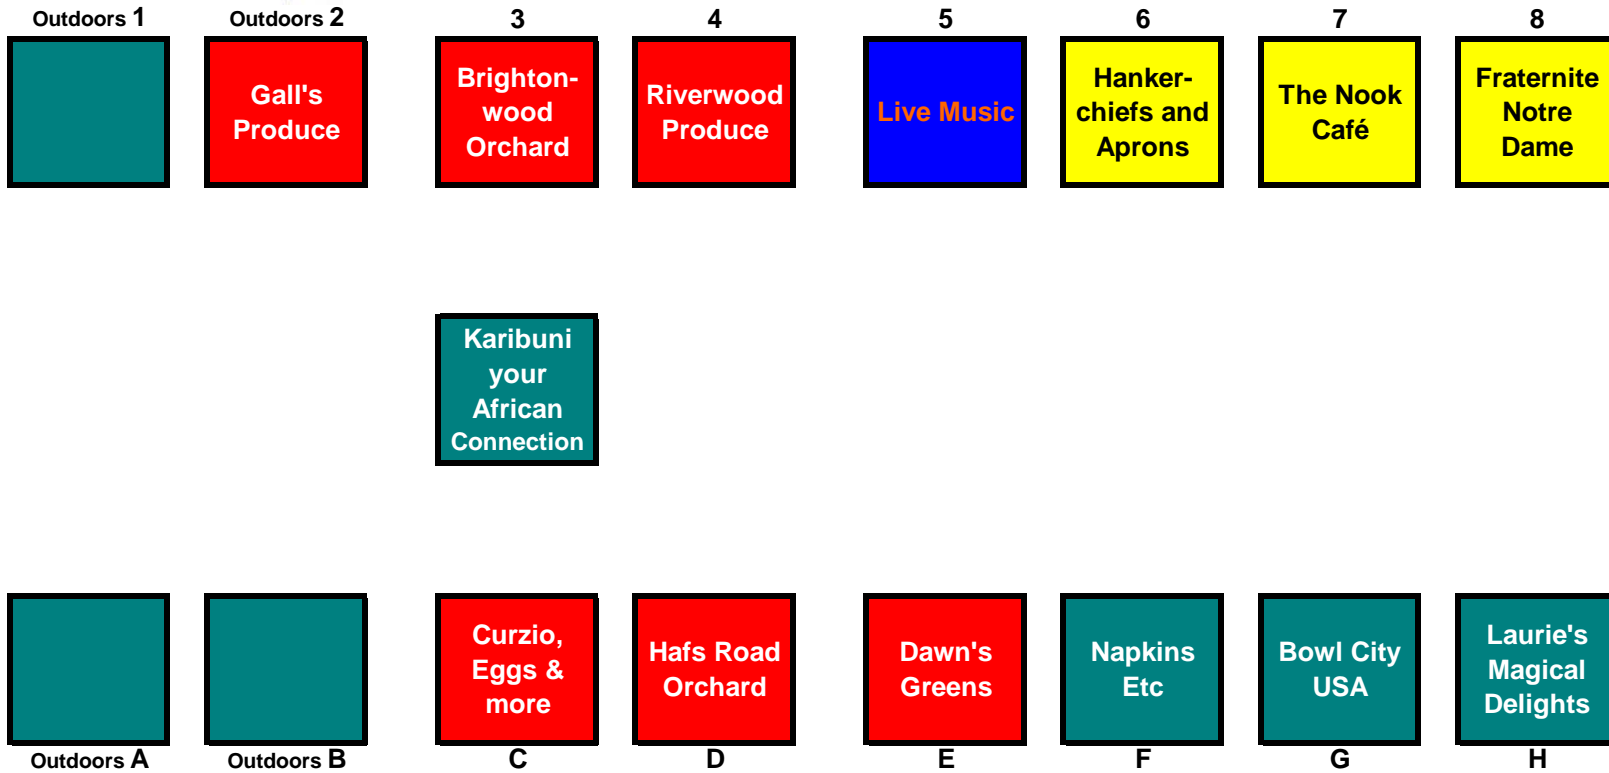 Outdoors 1
Outdoors 2
3
4
5
6
7
8
Gall's
Produce
Brighton-
wood
Orchard
Riverwood
Produce
Live Music
Hanker-
chiefs and
Aprons
The Nook
Café
Fraternite
Notre
Dame
Karibuni
your
African
Connection
Curzio,
Eggs &
more
Hafs Road
Orchard
Dawn's
Greens
Napkins
Etc
Bowl City
USA
Laurie's
Magical
Delights
Outdoors A
Outdoors B
C
D
E
F
G
H